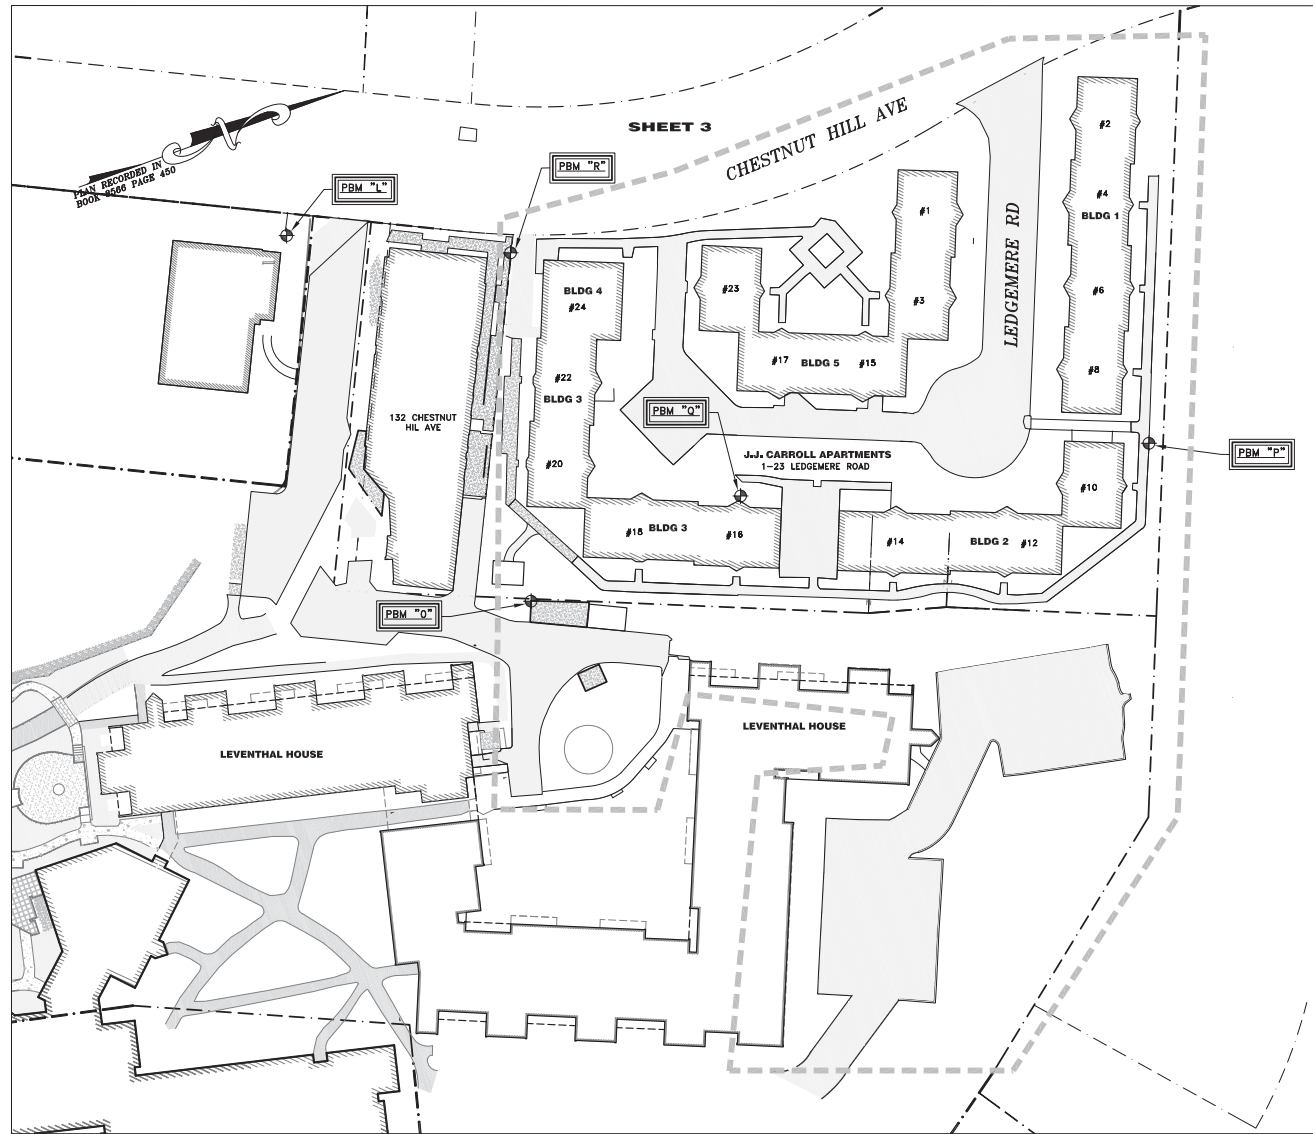 SHEET 3
CHESTNUT HILL AVE
#2
PLAN RECORDED IN
BOOK 8566 PAGE 450
PBM "L"
PBM "R"
#4
BLDG 1
#1
LEDGEMERE RD
#6
BLDG 4
#24
#23
#3
#8
#22
BLDG 3
#17
BLDG 5
#15
132 CHESTNUT
HIL AVE
PBM "Q"
J.J. CARROLL APARTMENTS
1-23 LEDGEMERE ROAD
PBM "P"
#20
#10
#18
BLDG 3
#16
#14
BLDG 2
#12
PBM "O"
LEVENTHAL HOUSE
LEVENTHAL HOUSE